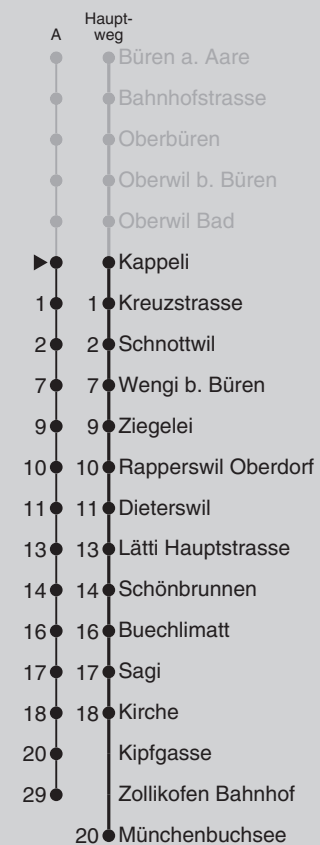 A Haupt-
weg
Büren a. Aare
Bahnhofstrasse
Oberbüren
Oberwil b. Büren
Oberwil Bad
Kappeli
1 1 Kreuzstrasse
2 2 Schnottwil
7 7 Wengi b. Büren
9 9 Ziegelei
10 10 Rapperswil Oberdorf
11 11 Dieterswil
13 13 Lätti Hauptstrasse
14 14 Schönbrunnen
16 16 Buechlimatt
17 17 Sagi
18 18 Kirche
20 Kipfgasse
29 Zollikofen Bahnhof
20 Münchenbuchsee